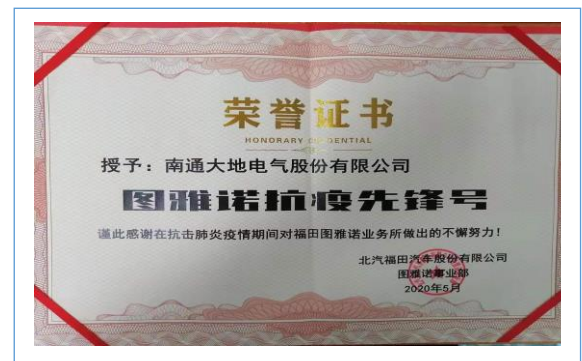 荣誉证书
HONORARY CREDENTIAL
授予：南通大地电气股份有限公司
图雅诺抗疫先锋号
谨此感谢在抗击肺炎疫情期间对福田图雅诺业务所做出的不懈努力！
北汽福田汽车股份有限公司
图雅诺事业部
2020年5月